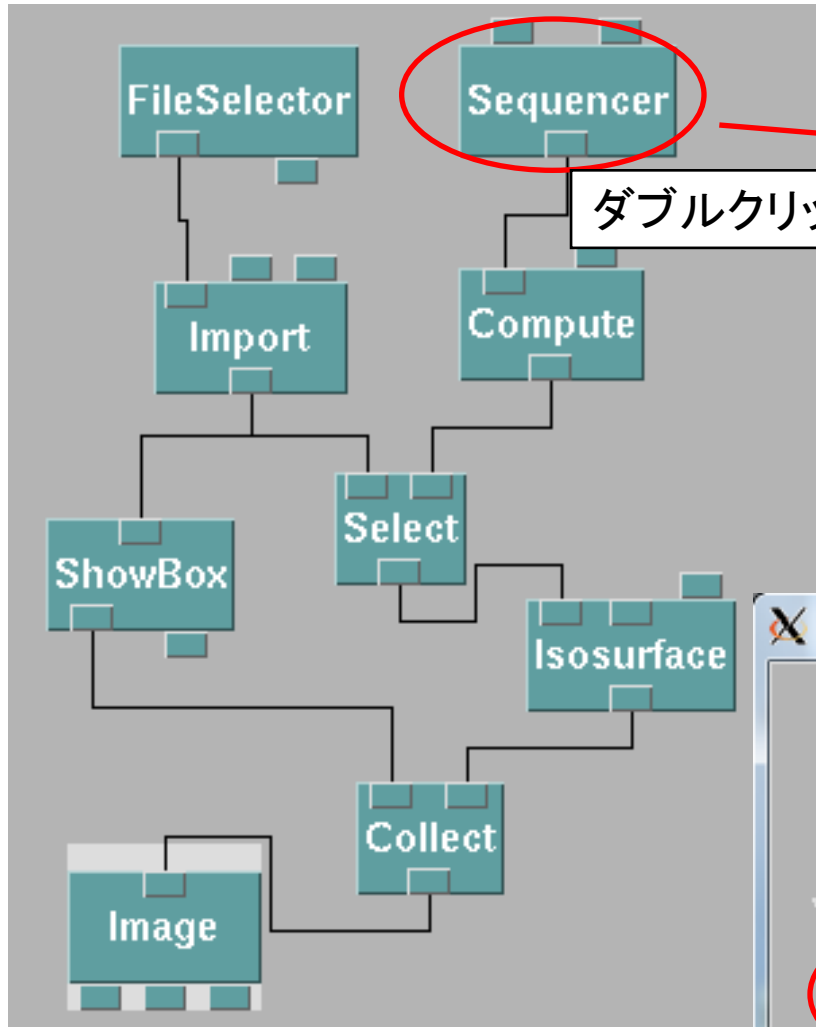 FileSelector
Sequencer
ダブルクリッ
Import
Compute
Select
ShowBox
Isosurface
Collect
Image